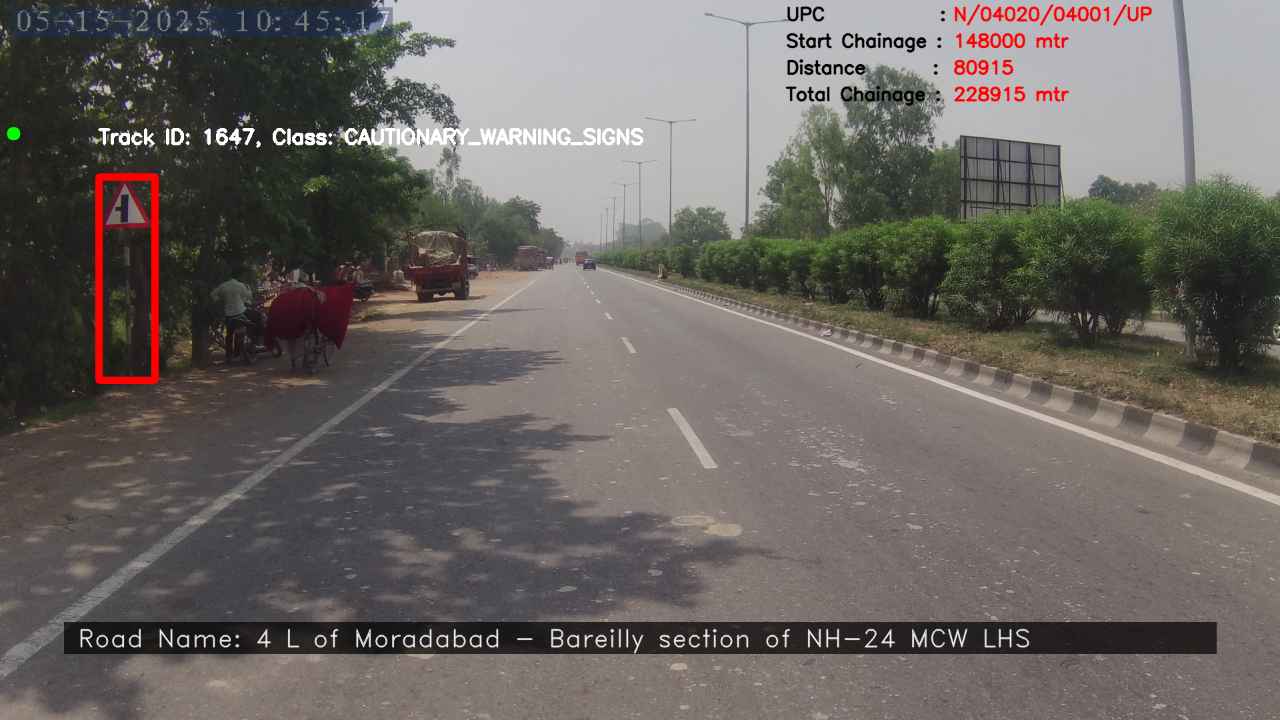 05-15-2025 10:45:17
UPC : N/04020/04001/UP
Start Chainage : 148000 mtr
Distance : 80915
Total Chainage : 228915 mtr
Track ID: 1647, Class: CAUTIONARY_WARNING_SIGNS
Road Name: 4 L of Moradabad - Bareilly section of NH-24 MCW LHS